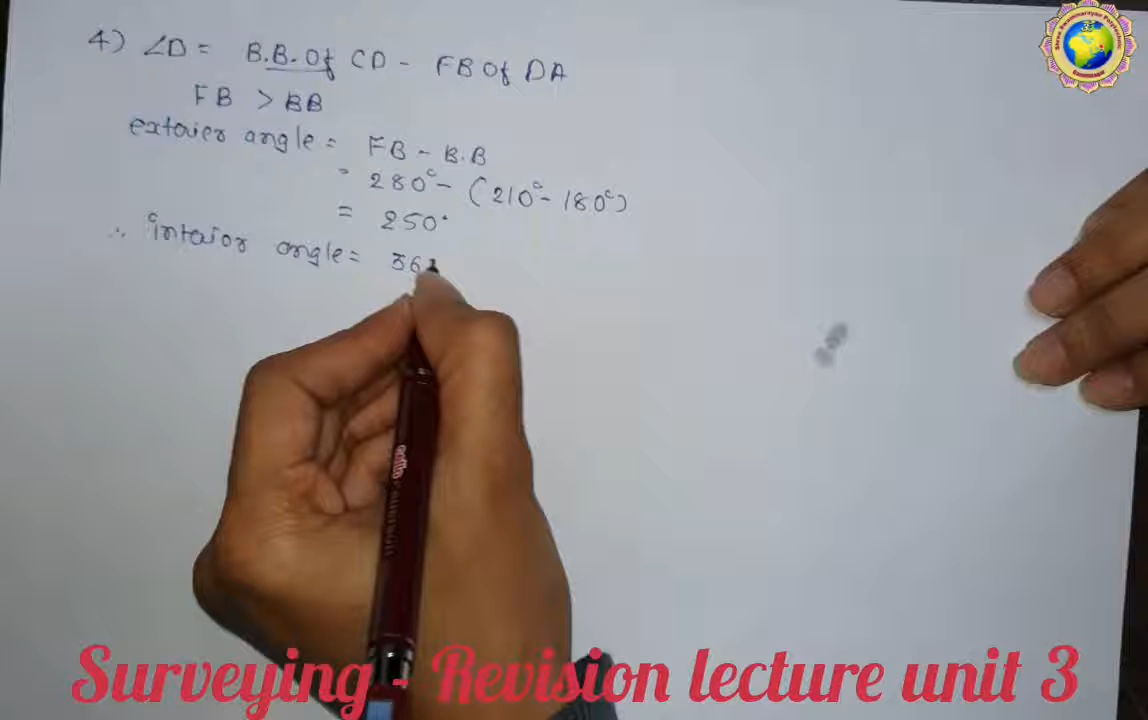 4) ∠D = B.B. Of CD - FB Of DA
FB > BB
exterier angle = FB - B.B
= 280° - (210° - 180°)
= 250°
∴ interior angle = 36
Surveying - Revision lecture unit 3